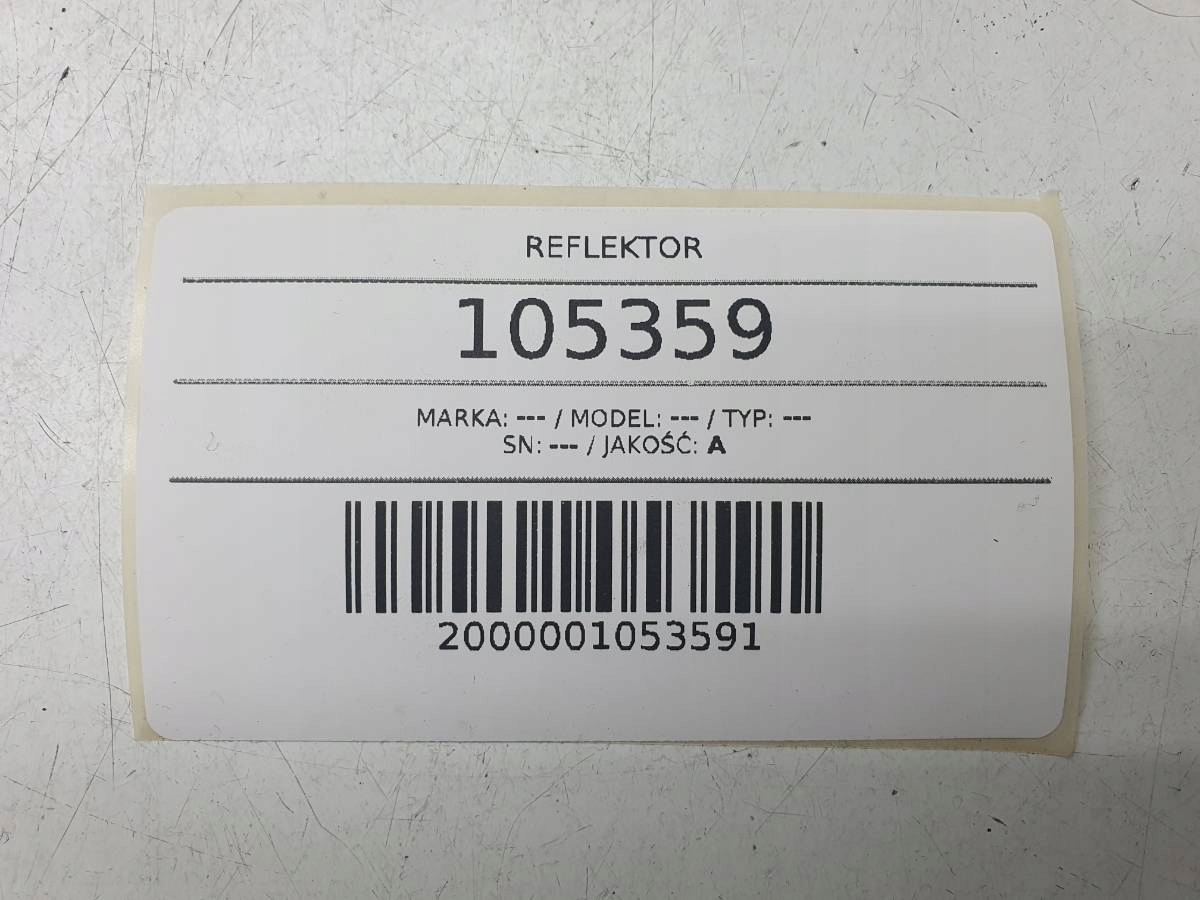 REFLEKTOR
105359
MARKA: --- / MODEL: --- / TYP: ---
SN: --- / JAKOŚĆ: A
2000001053591